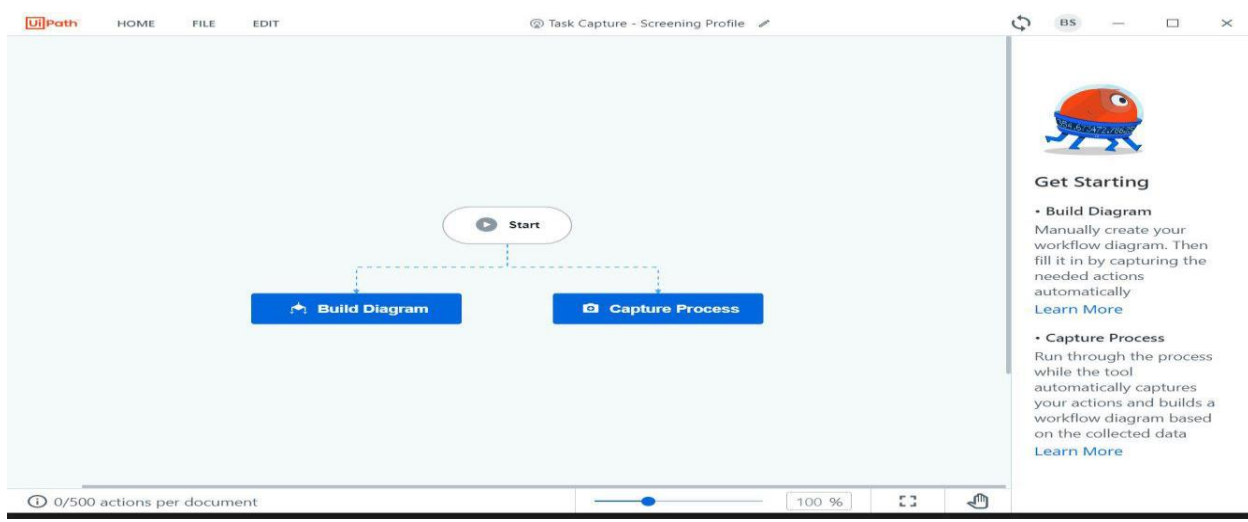 UiPath HOME FILE EDIT Task Capture - Screening Profile BS
Start
Build Diagram Capture Process
Get Starting
• Build Diagram
Manually create your
workflow diagram. Then
fill it in by capturing the
needed actions
automatically
Learn More
• Capture Process
Run through the process
while the tool
automatically captures
your actions and builds a
workflow diagram based
on the collected data
Learn More
0/500 actions per document 100 %